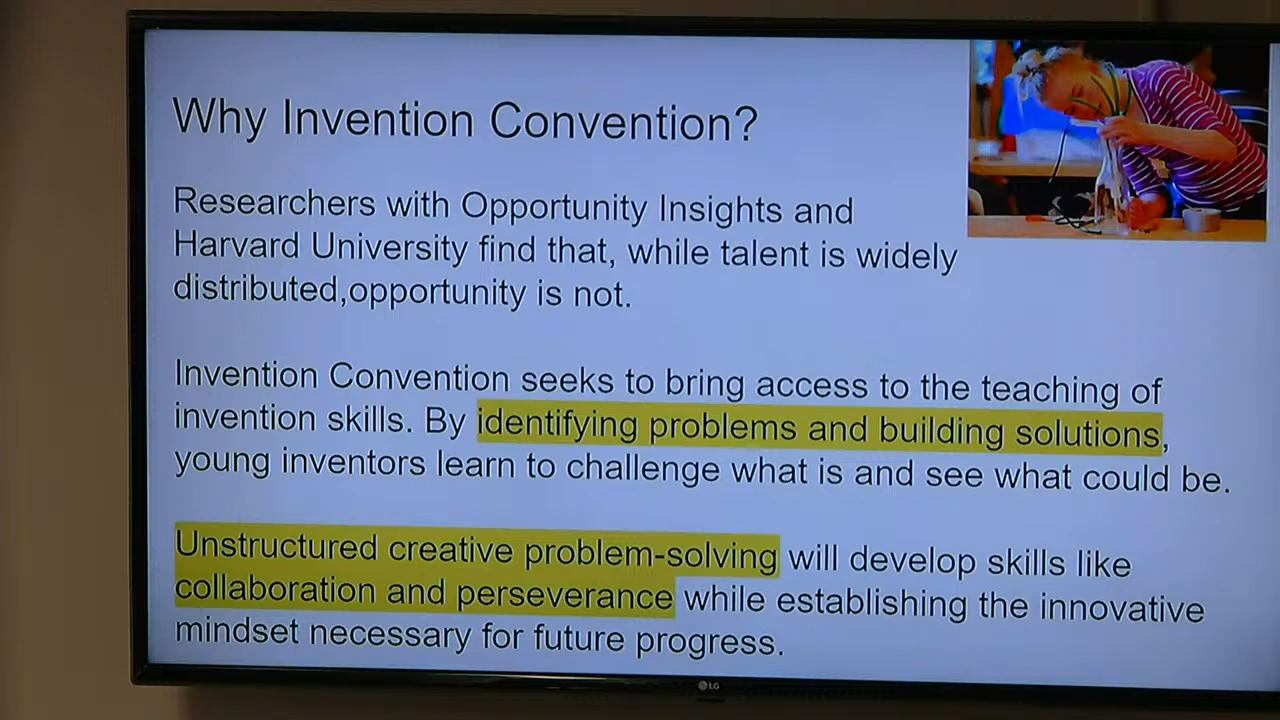 Why Invention Convention?
Researchers with Opportunity Insights and
Harvard University find that, while talent is widely
distributed,opportunity is not.
Invention Convention seeks to bring access to the teaching of
invention skills. By identifying problems and building solutions,
young inventors learn to challenge what is and see what could be.
Unstructured creative problem-solving will develop skills like
collaboration and perseverance while establishing the innovative
mindset necessary for future progress.
LG